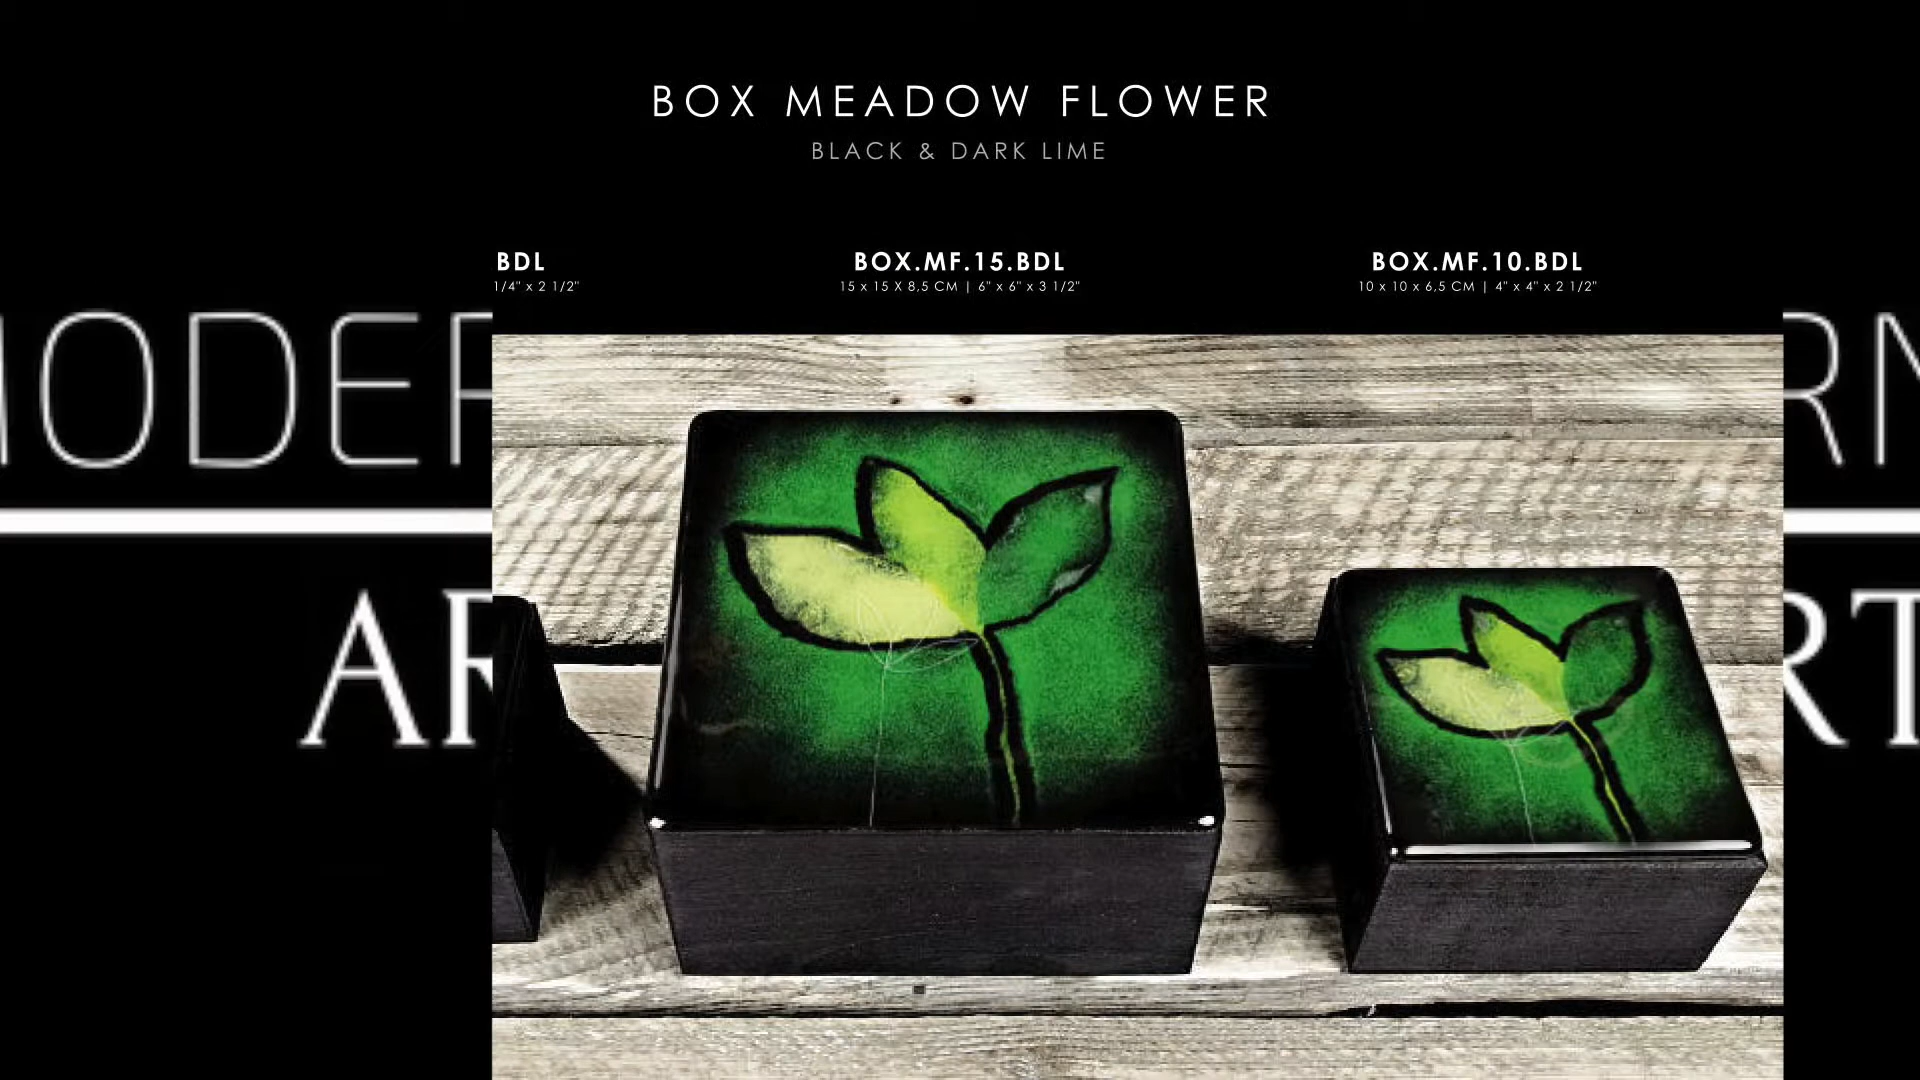 BOX MEADOW FLOWER
BLACK & DARK LIME
BDL
1/4" x 2 1/2"
BOX.MF.15.BDL
15 x 15 X 8,5 CM | 6" x 6" x 3 1/2"
BOX.MF.10.BDL
10 x 10 x 6,5 CM | 4" x 4" x 2 1/2"
MODER
RN
AR
RT